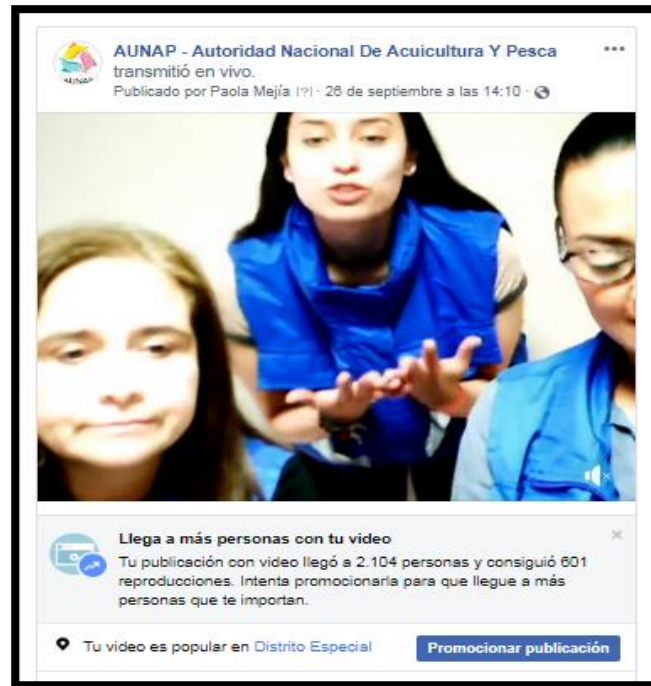 AUNAP - Autoridad Nacional De Acuicultura Y Pesca
transmitió en vivo.
Publicado por Paola Mejía [?] · 26 de septiembre a las 14:10 ·
AUNAP
Llega a más personas con tu video
Tu publicación con video llegó a 2.104 personas y consiguió 601
reproducciones. Intenta promocionarla para que llegue a más
personas que te importan.
Tu video es popular en Distrito Especial
Promocionar publicación